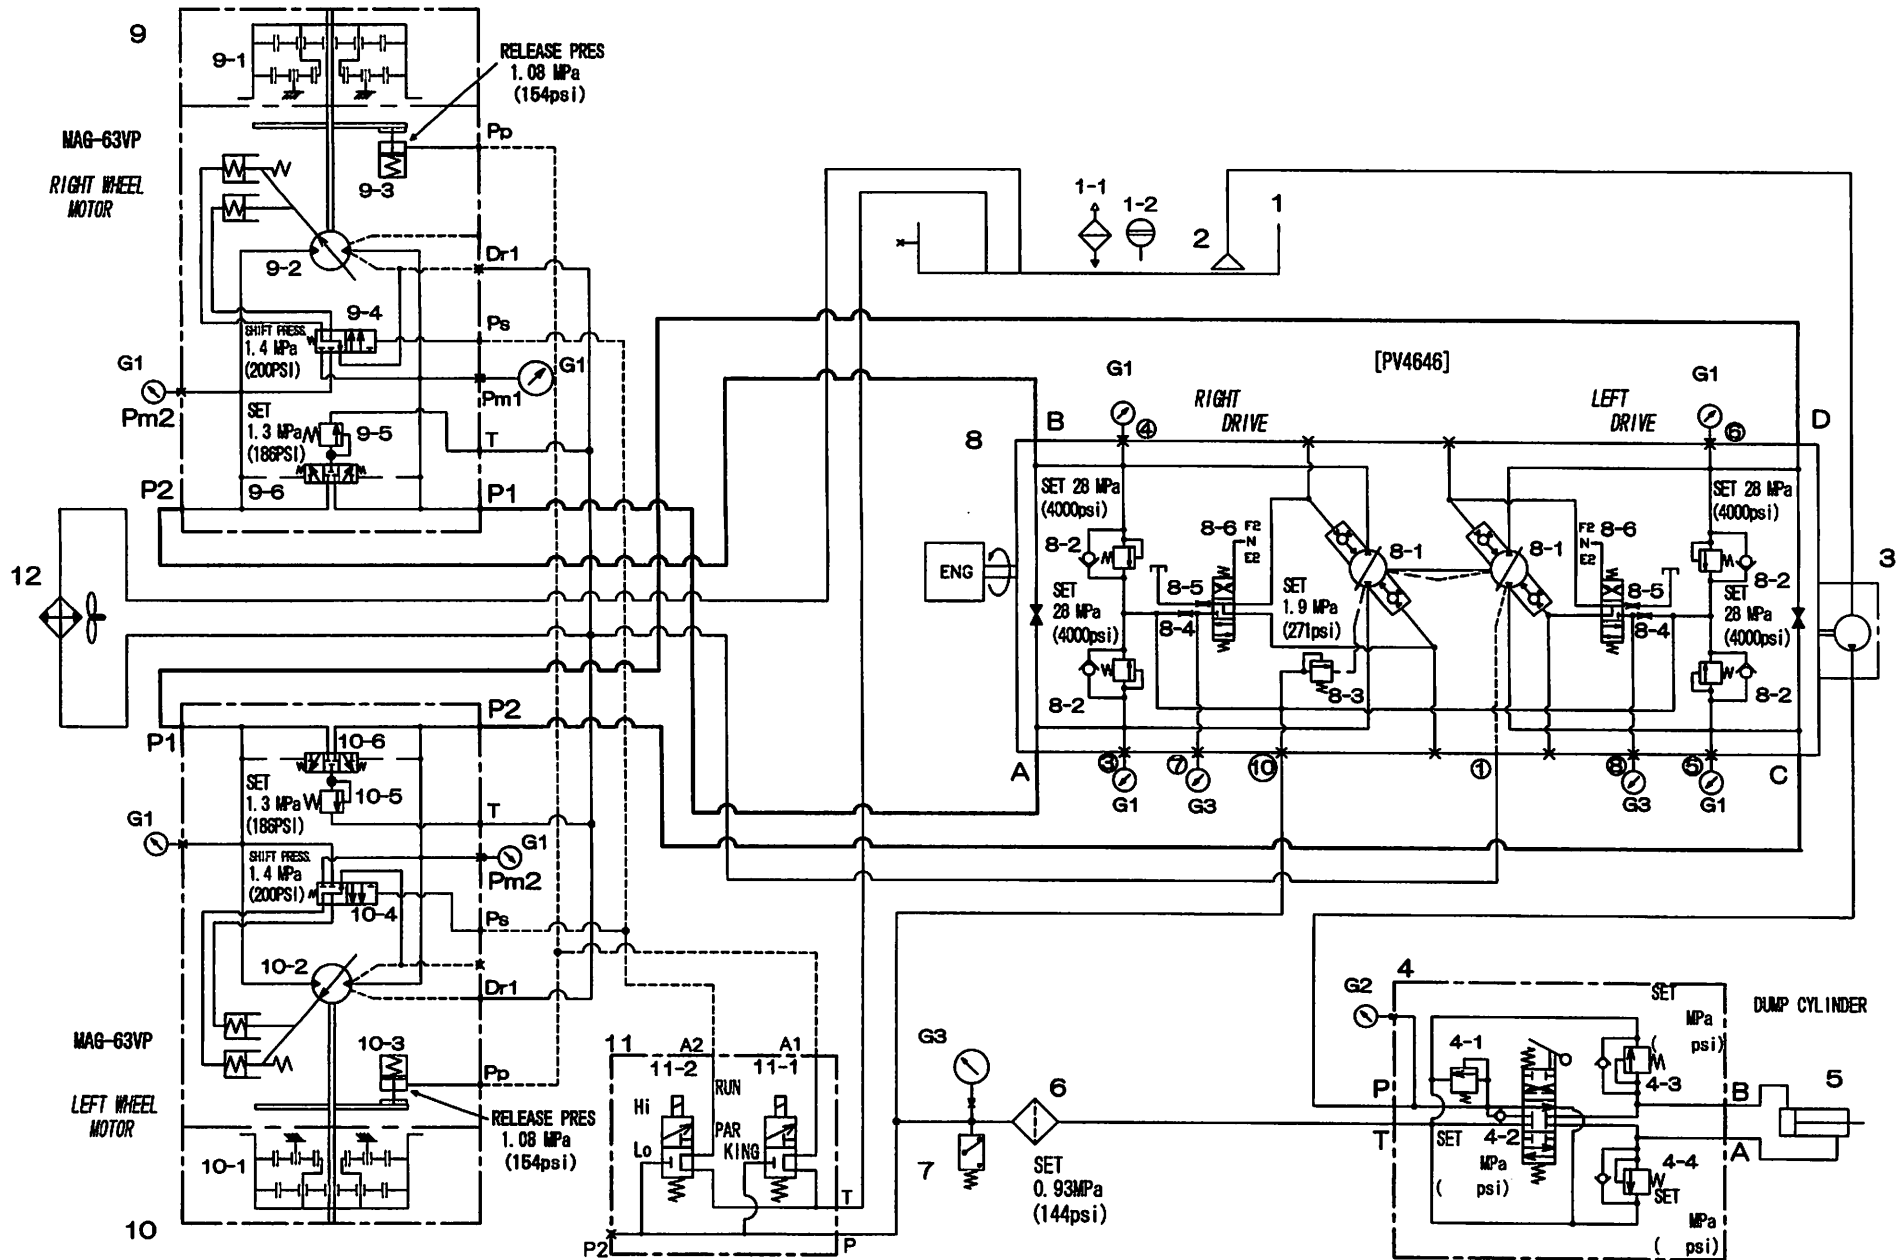 9
9-1
RELEASE PRES
1.08 MPa
(154psi)
MAG-63VP
RIGHT WHEEL
MOTOR
Pp
9-3
9-2
Dr1
9-4
SHIFT PRESS.
1.4 MPa
(200PSI)
Ps
G1
Pm2
G1
Pm1
SET
1.3 MPa
(186PSI)
9-5
T
9-6
P2
P1
12
1-1
1-2
1
2
[PV4646]
G1
RIGHT
DRIVE
LEFT
DRIVE
G1
8
B
④
⑥
D
SET 28 MPa
(4000psi)
SET 28 MPa
(4000psi)
8-6
F2
N
E2
8-1
8-1
F2
N
E2
8-6
8-2
8-5
8-5
8-2
3
ENG
SET
28 MPa
(4000psi)
8-4
SET
1.9 MPa
(271psi)
8-4
SET
28 MPa
(4000psi)
8-2
8-3
8-2
A
③
⑦
⑩
①
⑧
⑤
C
G1
G3
G3
G1
P1
P2
10-6
SET
1.3 MPa
(186PSI)
10-5
T
G1
G1
Pm2
SHIFT PRESS.
1.4 MPa
(200PSI)
10-4
Ps
10-2
Dr1
MAG-63VP
LEFT WHEEL
MOTOR
10-3
Pp
RELEASE PRES
1.08 MPa
(154psi)
10-1
10
11
A2
A1
11-2
11-1
RUN
Hi
PAR
KING
Lo
T
P2
P
G3
6
7
SET
0.93MPa
(144psi)
4
G2
SET
MPa
( psi)
DUMP CYLINDER
4-1
4-3
P
B
5
T
SET
4-2
MPa
( psi)
4-4
A
SET
MPa
( psi)